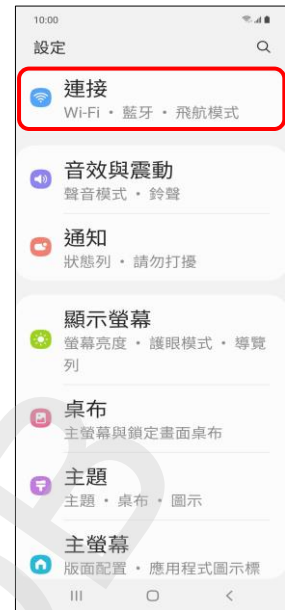 10:00
設定
連接
Wi-Fi • 藍牙 • 飛航模式
音效與震動
聲音模式 • 鈴聲
通知
狀態列 • 請勿打擾
顯示螢幕
螢幕亮度 • 護眼模式 • 導覽
列
桌布
主螢幕與鎖定畫面桌布
主題
主題 • 桌布 • 圖示
主螢幕
版面配置 • 應用程式圖示標